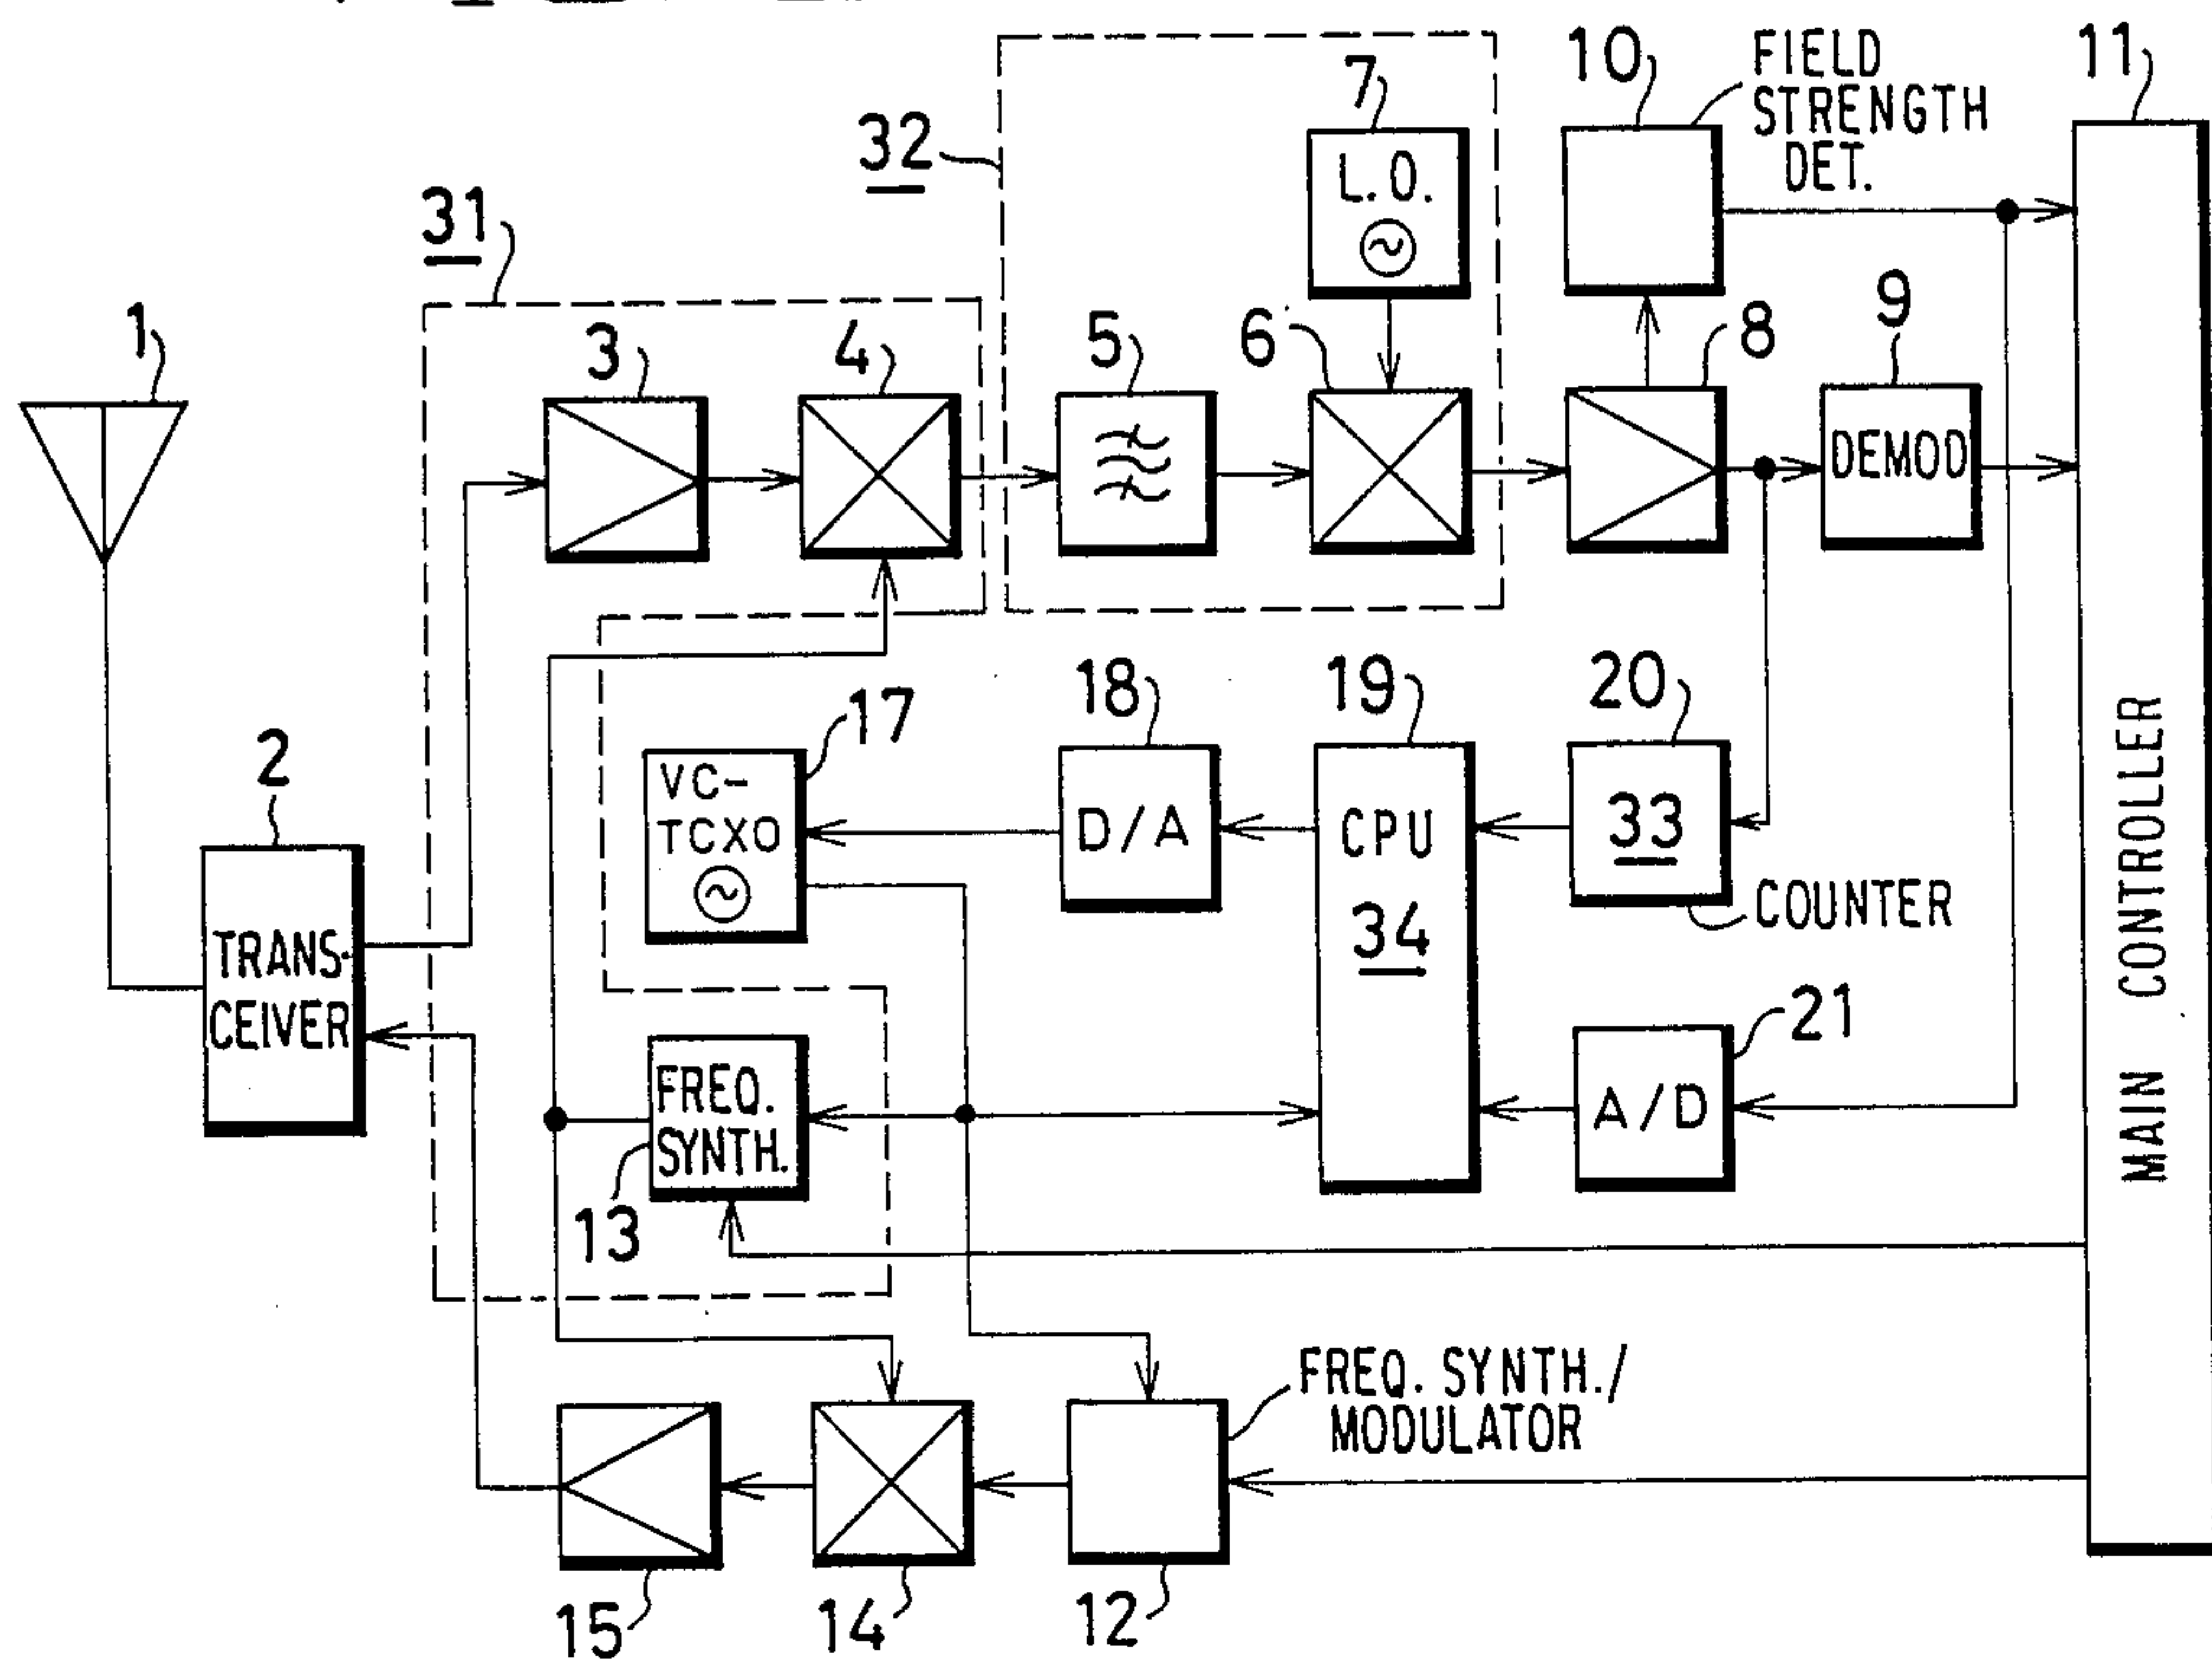 10
FIELD
STRENGTH
DET.
11
7
32
L.O.
31
1
3
4
5
6
8
9
DEMOD
2
17
18
19
20
VC-
TCXO
D/A
CPU
34
33
COUNTER
TRANS-
CEIVER
FREQ.
SYNTH.
13
A/D
21
MAIN CONTROLLER
FREQ. SYNTH./
MODULATOR
15
14
12